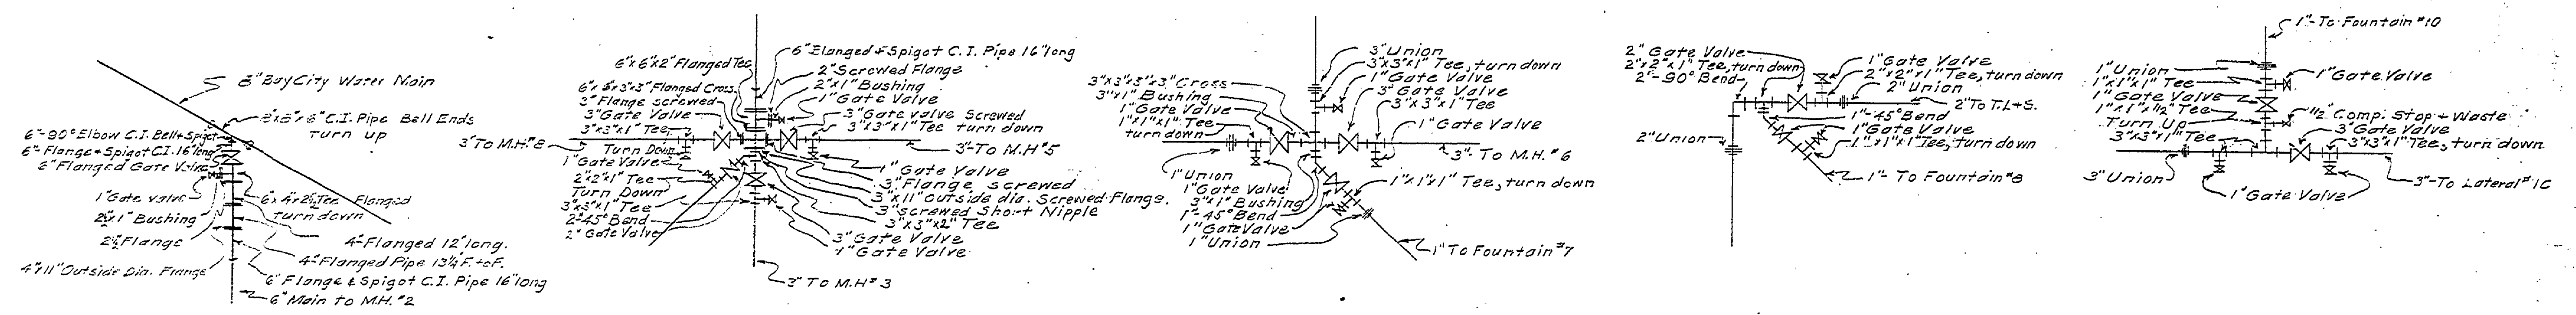 8" Bay City Water Main
8"x8"x6" C.I. Pipe Bell Ends
turn up
6"-90° Elbow C.I. Bell & Spigot
6"-Flange & Spigot C.I. 16" long
6" Flanged Gate Valve
1" Gate Valve
2½"x1" Bushing
2½" Flange
4"x11" Outside Dia. Flange
6"x4"x2½" Tee Flanged
turn down
4"-Flanged 12" long.
4"-Flanged Pipe 13¼ F. to F.
6" Flange & Spigot C.I. Pipe 16" long
6" Main to M.H. #2
6"x6"x2" Flanged Tee
6"x6"x3"x3" Flanged Cross
3" Flange screwed
3" Gate Valve
3"x3"x1" Tee
3" To M.H. #8
Turn Down
1" Gate Valve
2"x2"x1" Tee
Turn Down
3"x3"x1" Tee
2"-45° Bend
2" Gate Valve
6" Flanged & Spigot C.I. Pipe 16" long
2" Screwed Flange
2"x1" Bushing
1" Gate Valve
3" Gate valve Screwed
3"x3"x1" Tee turn down
3"-To M.H #5
1" Gate Valve
3" Flange screwed
3"x11" outside dia. Screwed Flange.
3" screwed Short Nipple
3"x3"x2" Tee
3" Gate Valve
1" Gate Valve
3" To M.H # 3
3"x3"x3"x3" Cross
3"x1" Bushing
1" Gate Valve
1"x1"x1" Tee
turn down
1" Union
1" Gate Valve
3"x1" Bushing
1"-45° Bend
1" Gate Valve
1" Union
3" Union
3"x3"x1" Tee, turn down
1" Gate Valve
3" Gate Valve
3"x3"x1" Tee
1" Gate Valve
3"- To M.H. #6
1"x1"x1" Tee, turn down
1" To Fountain #7
2" Gate Valve
2"x2"x1" Tee, turn down
2"-90° Bend
2" Union
1" Gate Valve
2"x2"x1" Tee, turn down
2" Union
2" To T.L & S.
1"-45° Bend
1" Gate Valve
1"x1"x1" Tee, turn down
1"- To Fountain #8
1"-To Fountain #10
1" Union
1"x1"x1" Tee
1" Gate Valve
1"x1"x½" Tee
Turn Up
3"x3"x1" Tee
3" Union
1" Gate Valve
½" Comp. Stop & Waste
3" Gate Valve
3"x3"x1" Tee, turn down
3"-To Lateral #1C
1" Gate Valve